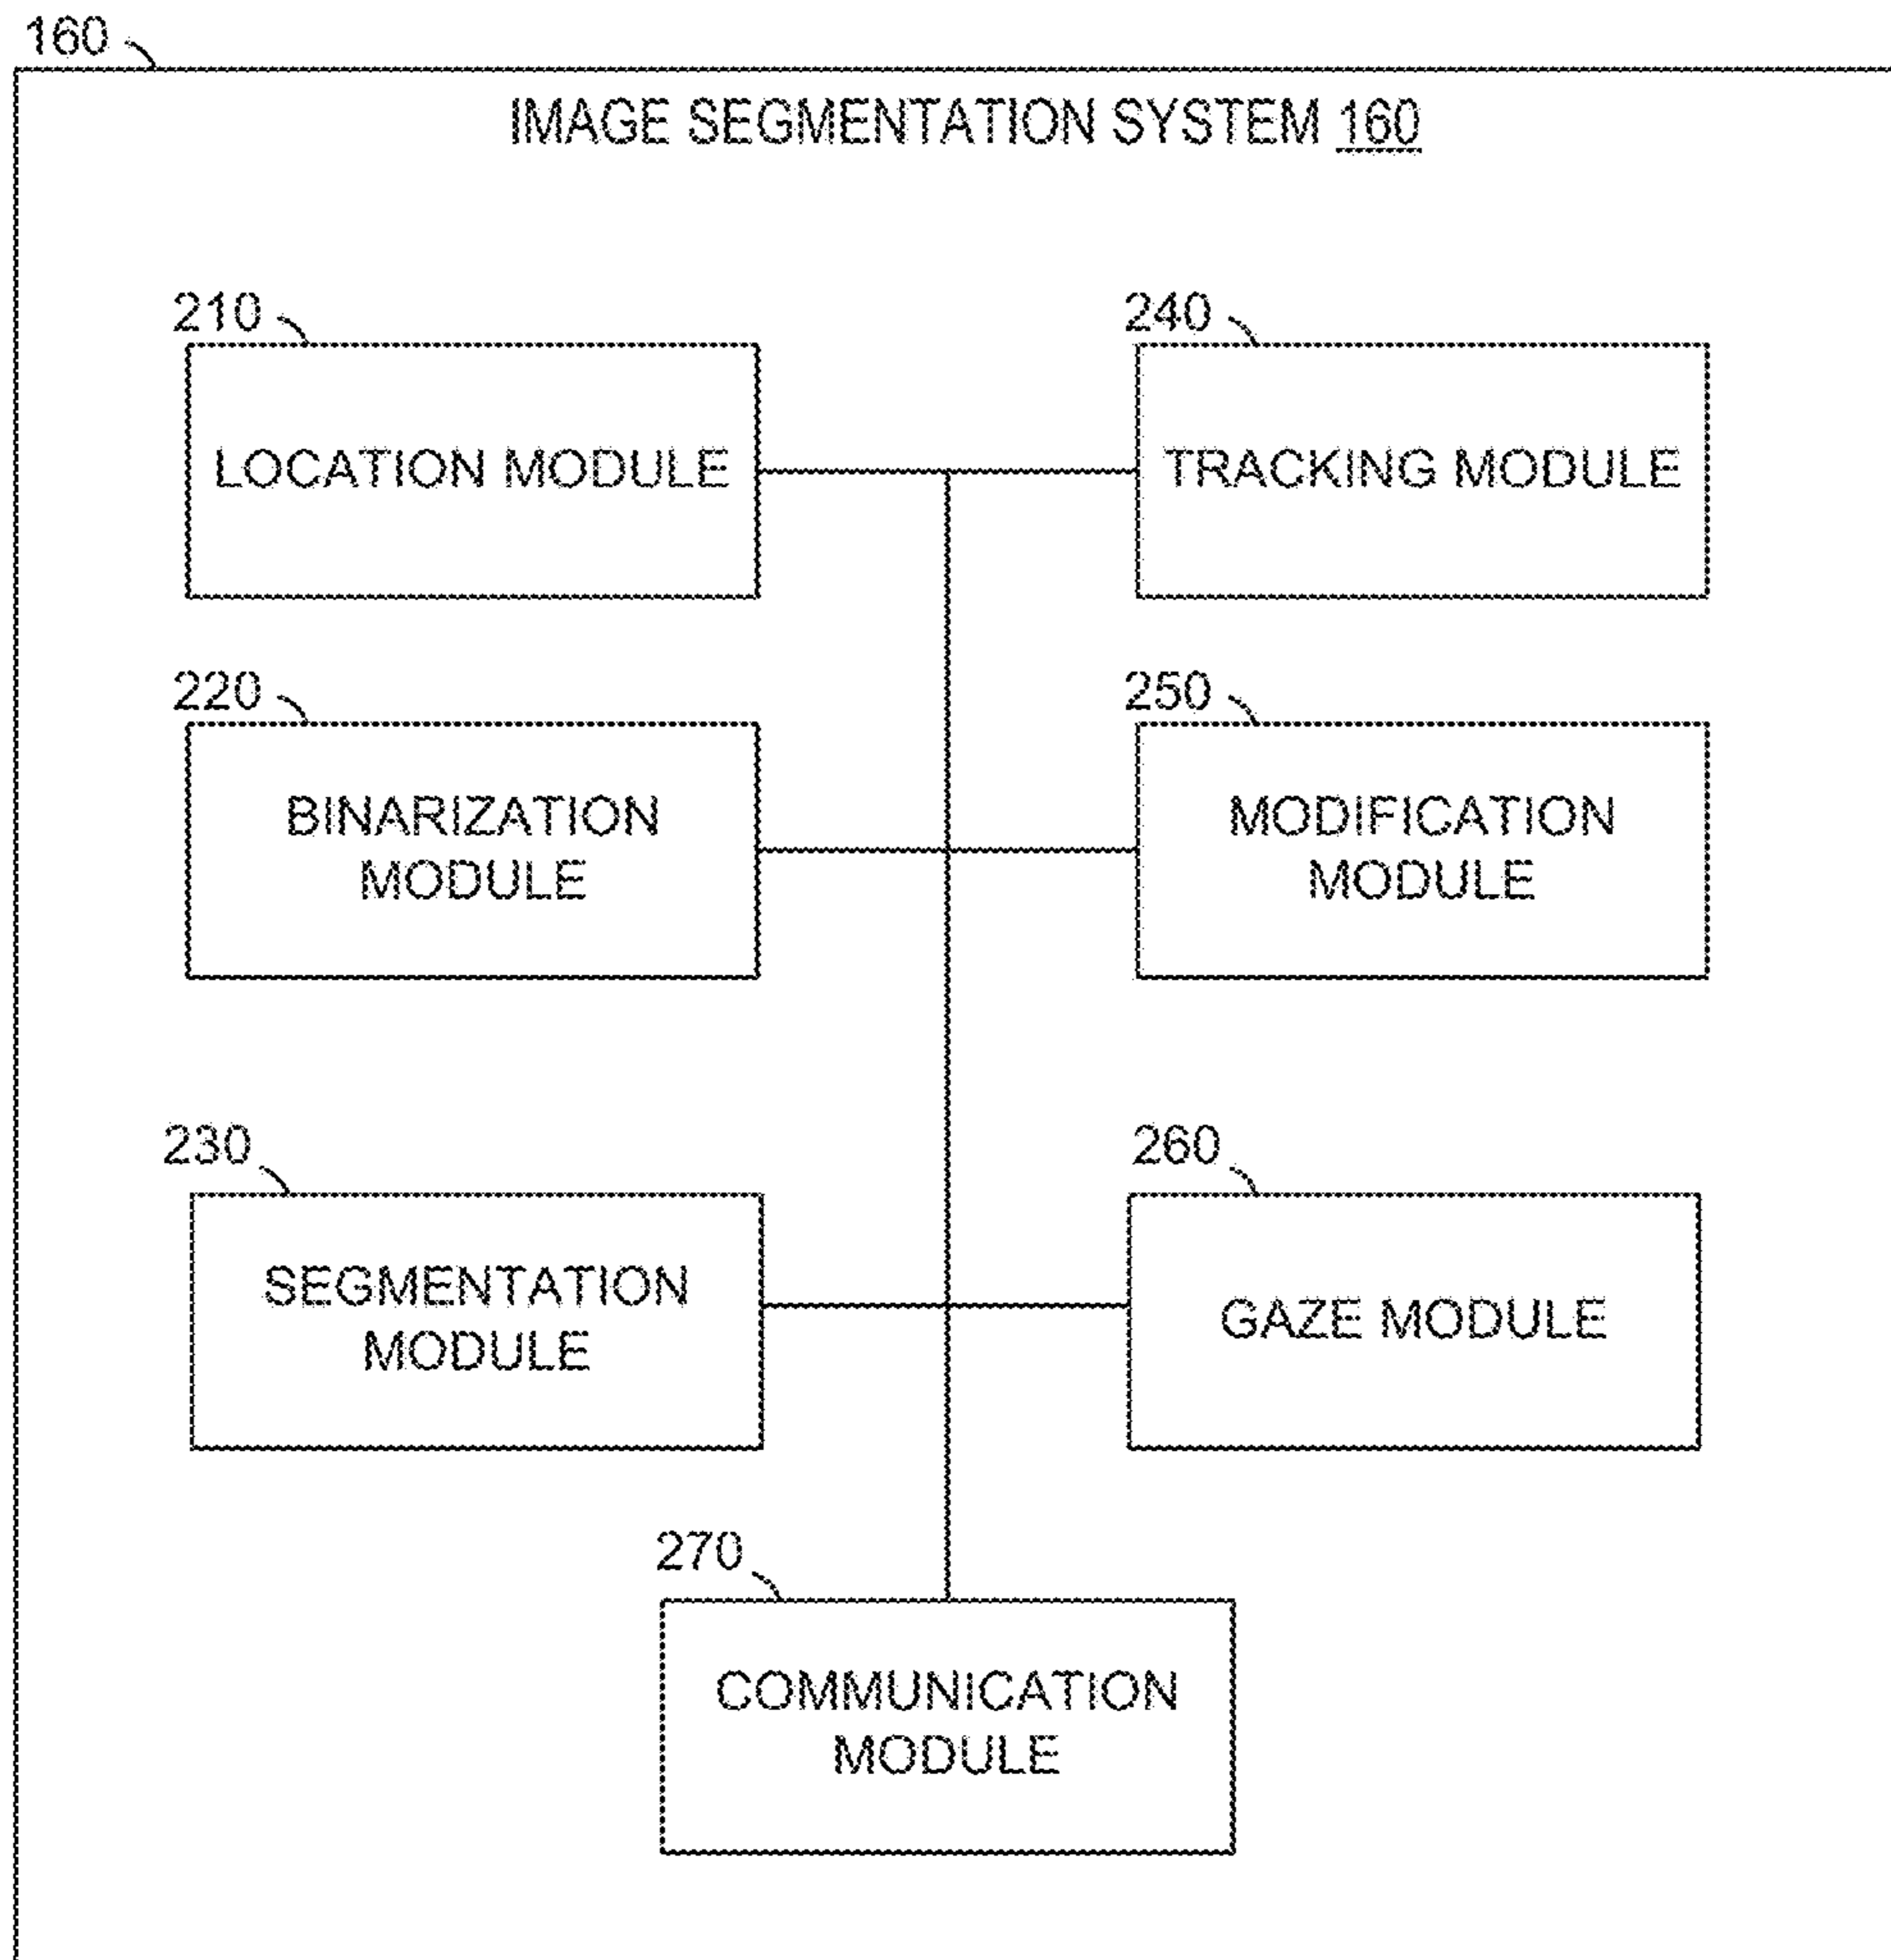 160
IMAGE SEGMENTATION SYSTEM 160
210
LOCATION MODULE
240
TRACKING MODULE
220
BINARIZATION
MODULE
250
MODIFICATION
MODULE
230
SEGMENTATION
MODULE
260
GAZE MODULE
270
COMMUNICATION
MODULE